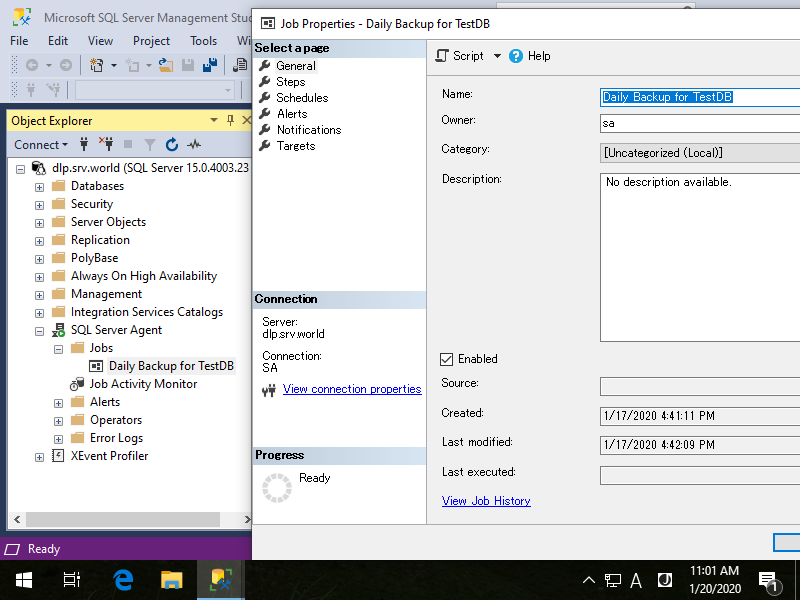 Microsoft SQL Server Management Stu
File Edit View Project Tools Wi
Object Explorer
Connect
dlp.srv.world (SQL Server 15.0.4003.23
Databases
Security
Server Objects
Replication
PolyBase
Always On High Availability
Management
Integration Services Catalogs
SQL Server Agent
Jobs
Daily Backup for TestDB
Job Activity Monitor
Alerts
Operators
Error Logs
XEvent Profiler
Ready
Job Properties - Daily Backup for TestDB
Select a page
General
Steps
Schedules
Alerts
Notifications
Targets
Connection
Server:
dlp.srv.world
Connection:
SA
View connection properties
Progress
Ready
Script Help
Name: Daily Backup for TestDB
Owner: sa
Category: [Uncategorized (Local)]
Description: No description available.
Enabled
Source:
Created: 1/17/2020 4:41:11 PM
Last modified: 1/17/2020 4:42:09 PM
Last executed:
View Job History
A
11:01 AM
1/20/2020
1